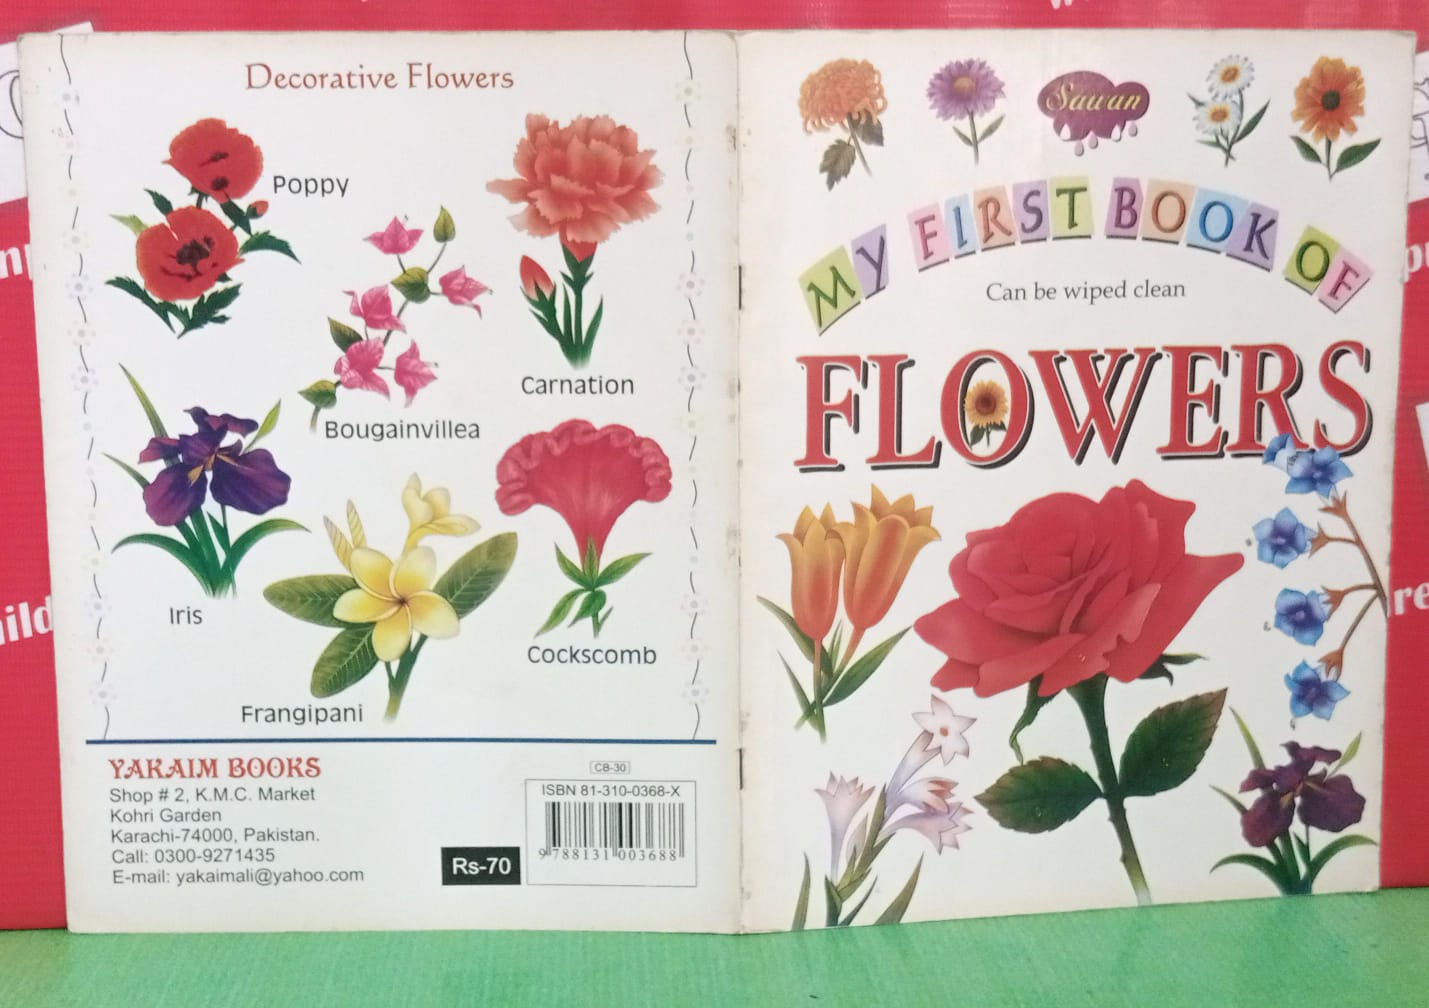 Decorative Flowers
Poppy
Carnation
Bougainvillea
Iris
Cockscomb
Frangipani
YAKAIM BOOKS
Shop # 2, K.M.C. Market
Kohri Garden
Karachi-74000, Pakistan.
Call: 0300-9271435
E-mail: yakaimali@yahoo.com
Rs-70
CB-30
ISBN 81-310-0368-X
9 788131 003688
Sawan
MY FIRST BOOK OF
Can be wiped clean
FLOWERS